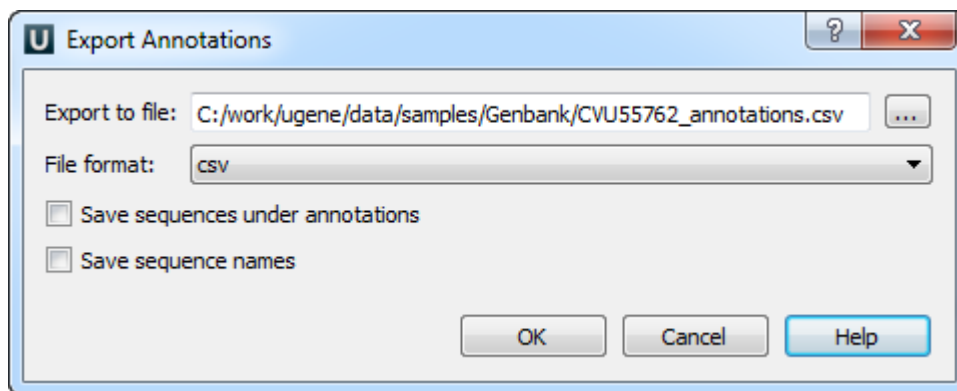 U Export Annotations ? X
Export to file: C:/work/ugene/data/samples/Genbank/CVU55762_annotations.csv ...
File format: csv
Save sequences under annotations
Save sequence names
OK Cancel Help